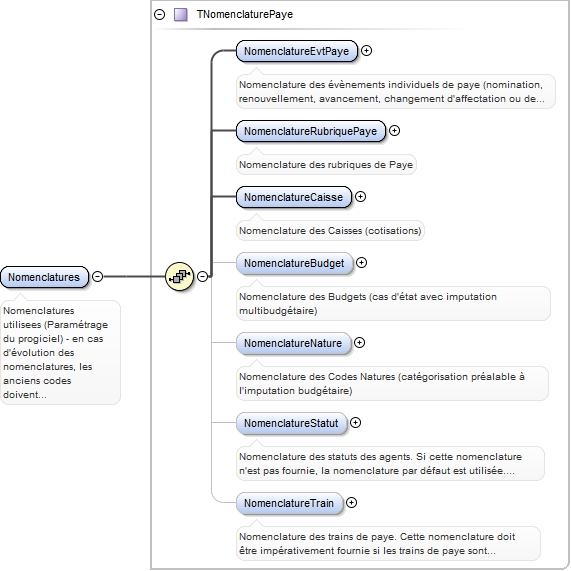 TNomenclaturePaye
NomenclatureEvtPaye
Nomenclature des évènements individuels de paye (nomination,
renouvellement, avancement, changement d'affectation ou de...
NomenclatureRubriquePaye
Nomenclature des rubriques de Paye
NomenclatureCaisse
Nomenclature des Caisses (cotisations)
NomenclatureBudget
Nomenclature des Budgets (cas d'état avec imputation
multibudgétaire)
Nomenclatures
Nomenclatures
utilisees (Paramétrage
du progiciel) - en cas
d'évolution des
nomenclatures, les
anciens codes
doivent...
NomenclatureNature
Nomenclature des Codes Natures (catégorisation préalable à
l'imputation budgétaire)
NomenclatureStatut
Nomenclature des statuts des agents. Si cette nomenclature
n'est pas fournie, la nomenclature par défaut est utilisée....
NomenclatureTrain
Nomenclature des trains de paye. Cette nomenclature doit
être impérativement fournie si les trains de paye sont...